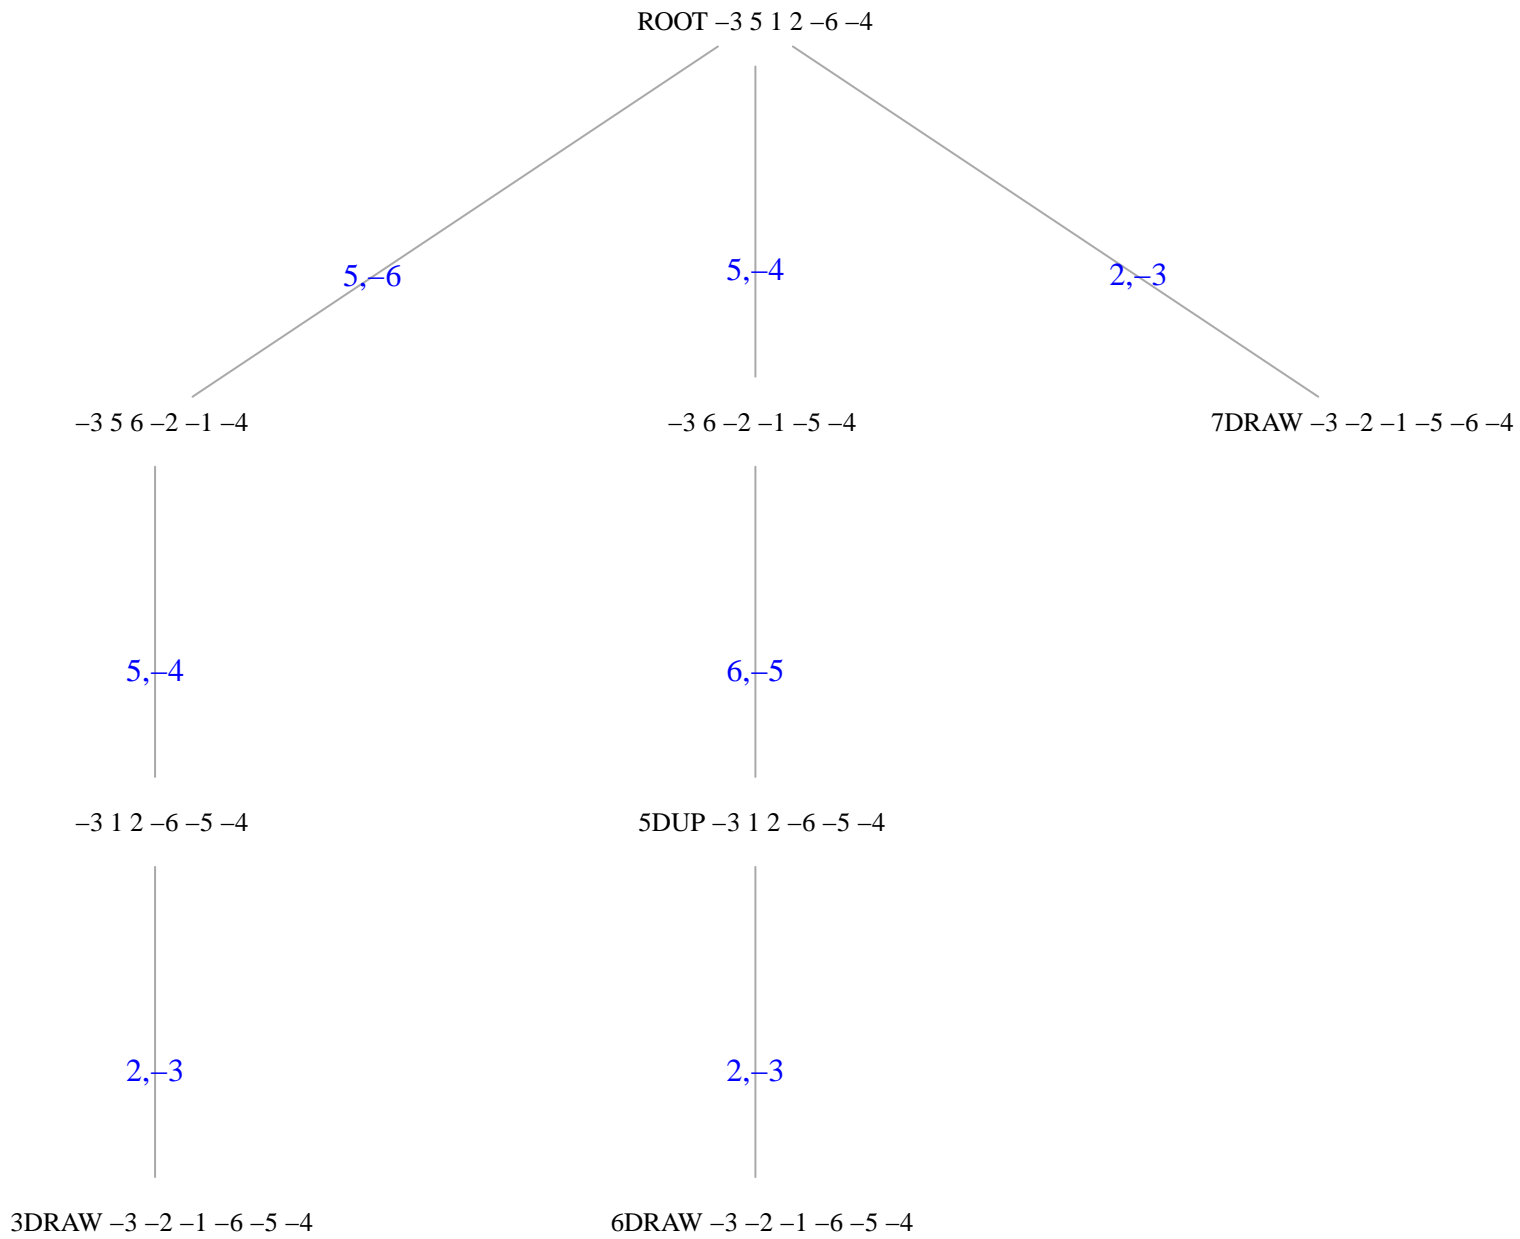 ROOT –3 5 1 2 –6 –4
5,–6
5,–4
2,–3
–3 5 6 –2 –1 –4
–3 6 –2 –1 –5 –4
7DRAW –3 –2 –1 –5 –6 –4
5,–4
6,–5
–3 1 2 –6 –5 –4
5DUP –3 1 2 –6 –5 –4
2,–3
2,–3
3DRAW –3 –2 –1 –6 –5 –4
6DRAW –3 –2 –1 –6 –5 –4